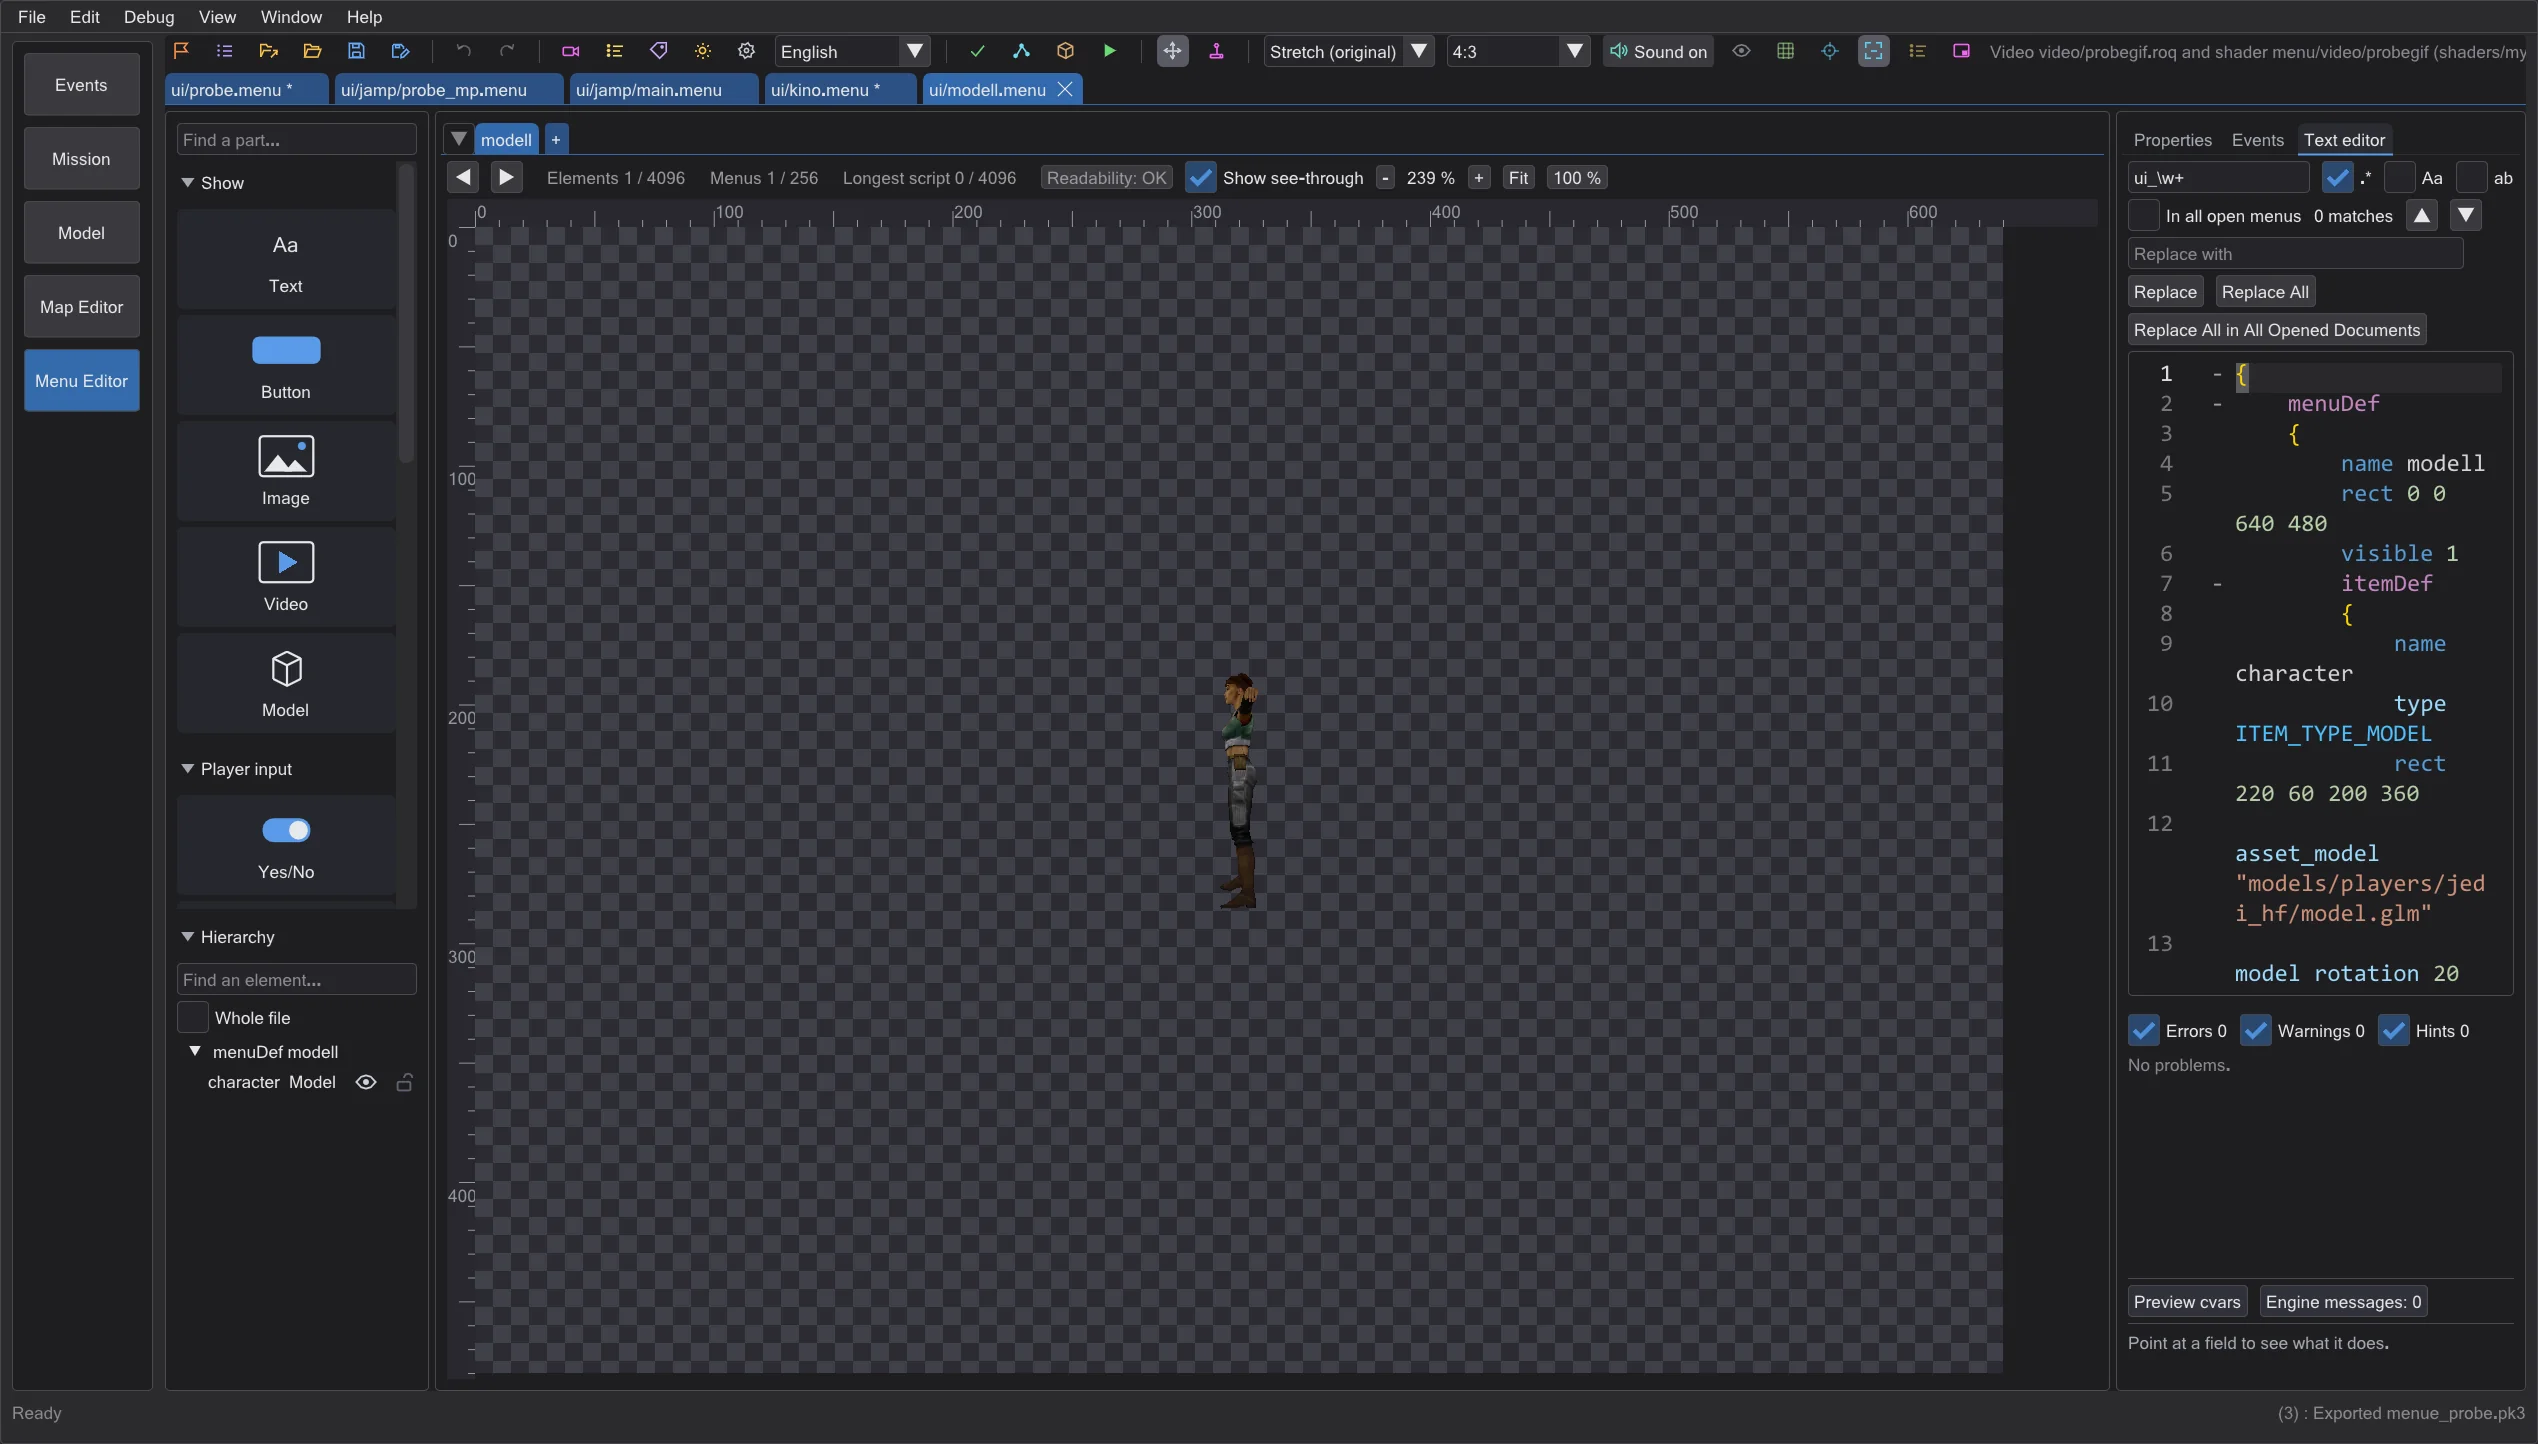 File Edit Debug View Window Help
English
Stretch (original)
4:3
Sound on
Video video/probegif.roq and shader menu/video/probegif (shaders/my
Events
Mission
Model
Map Editor
Menu Editor
ui/probe.menu *
ui/jamp/probe_mp.menu
ui/jamp/main.menu
ui/kino.menu *
ui/modell.menu
Find a part...
Show
Aa
Text
Button
Image
Video
Model
Player input
Yes/No
Hierarchy
Find an element...
Whole file
menuDef modell
character Model
modell
+
Elements 1 / 4096
Menus 1 / 256
Longest script 0 / 4096
Readability: OK
Show see-through
- 239 % + Fit 100 %
0 100 200 300 400 500 600
0
100
200
300
400
Properties Events Text editor
ui_\w+
.* Aa ab
In all open menus 0 matches
Replace with
Replace Replace All
Replace All in All Opened Documents
1 - {
2 - menuDef
3 {
4 name modell
5 rect 0 0
640 480
6 visible 1
7 - itemDef
8 {
9 name
character
10 type
ITEM_TYPE_MODEL
11 rect
220 60 200 360
12
asset_model
"models/players/jed
i_hf/model.glm"
13
model rotation 20
Errors 0 Warnings 0 Hints 0
No problems.
Preview cvars Engine messages: 0
Point at a field to see what it does.
Ready
(3) : Exported menue_probe.pk3